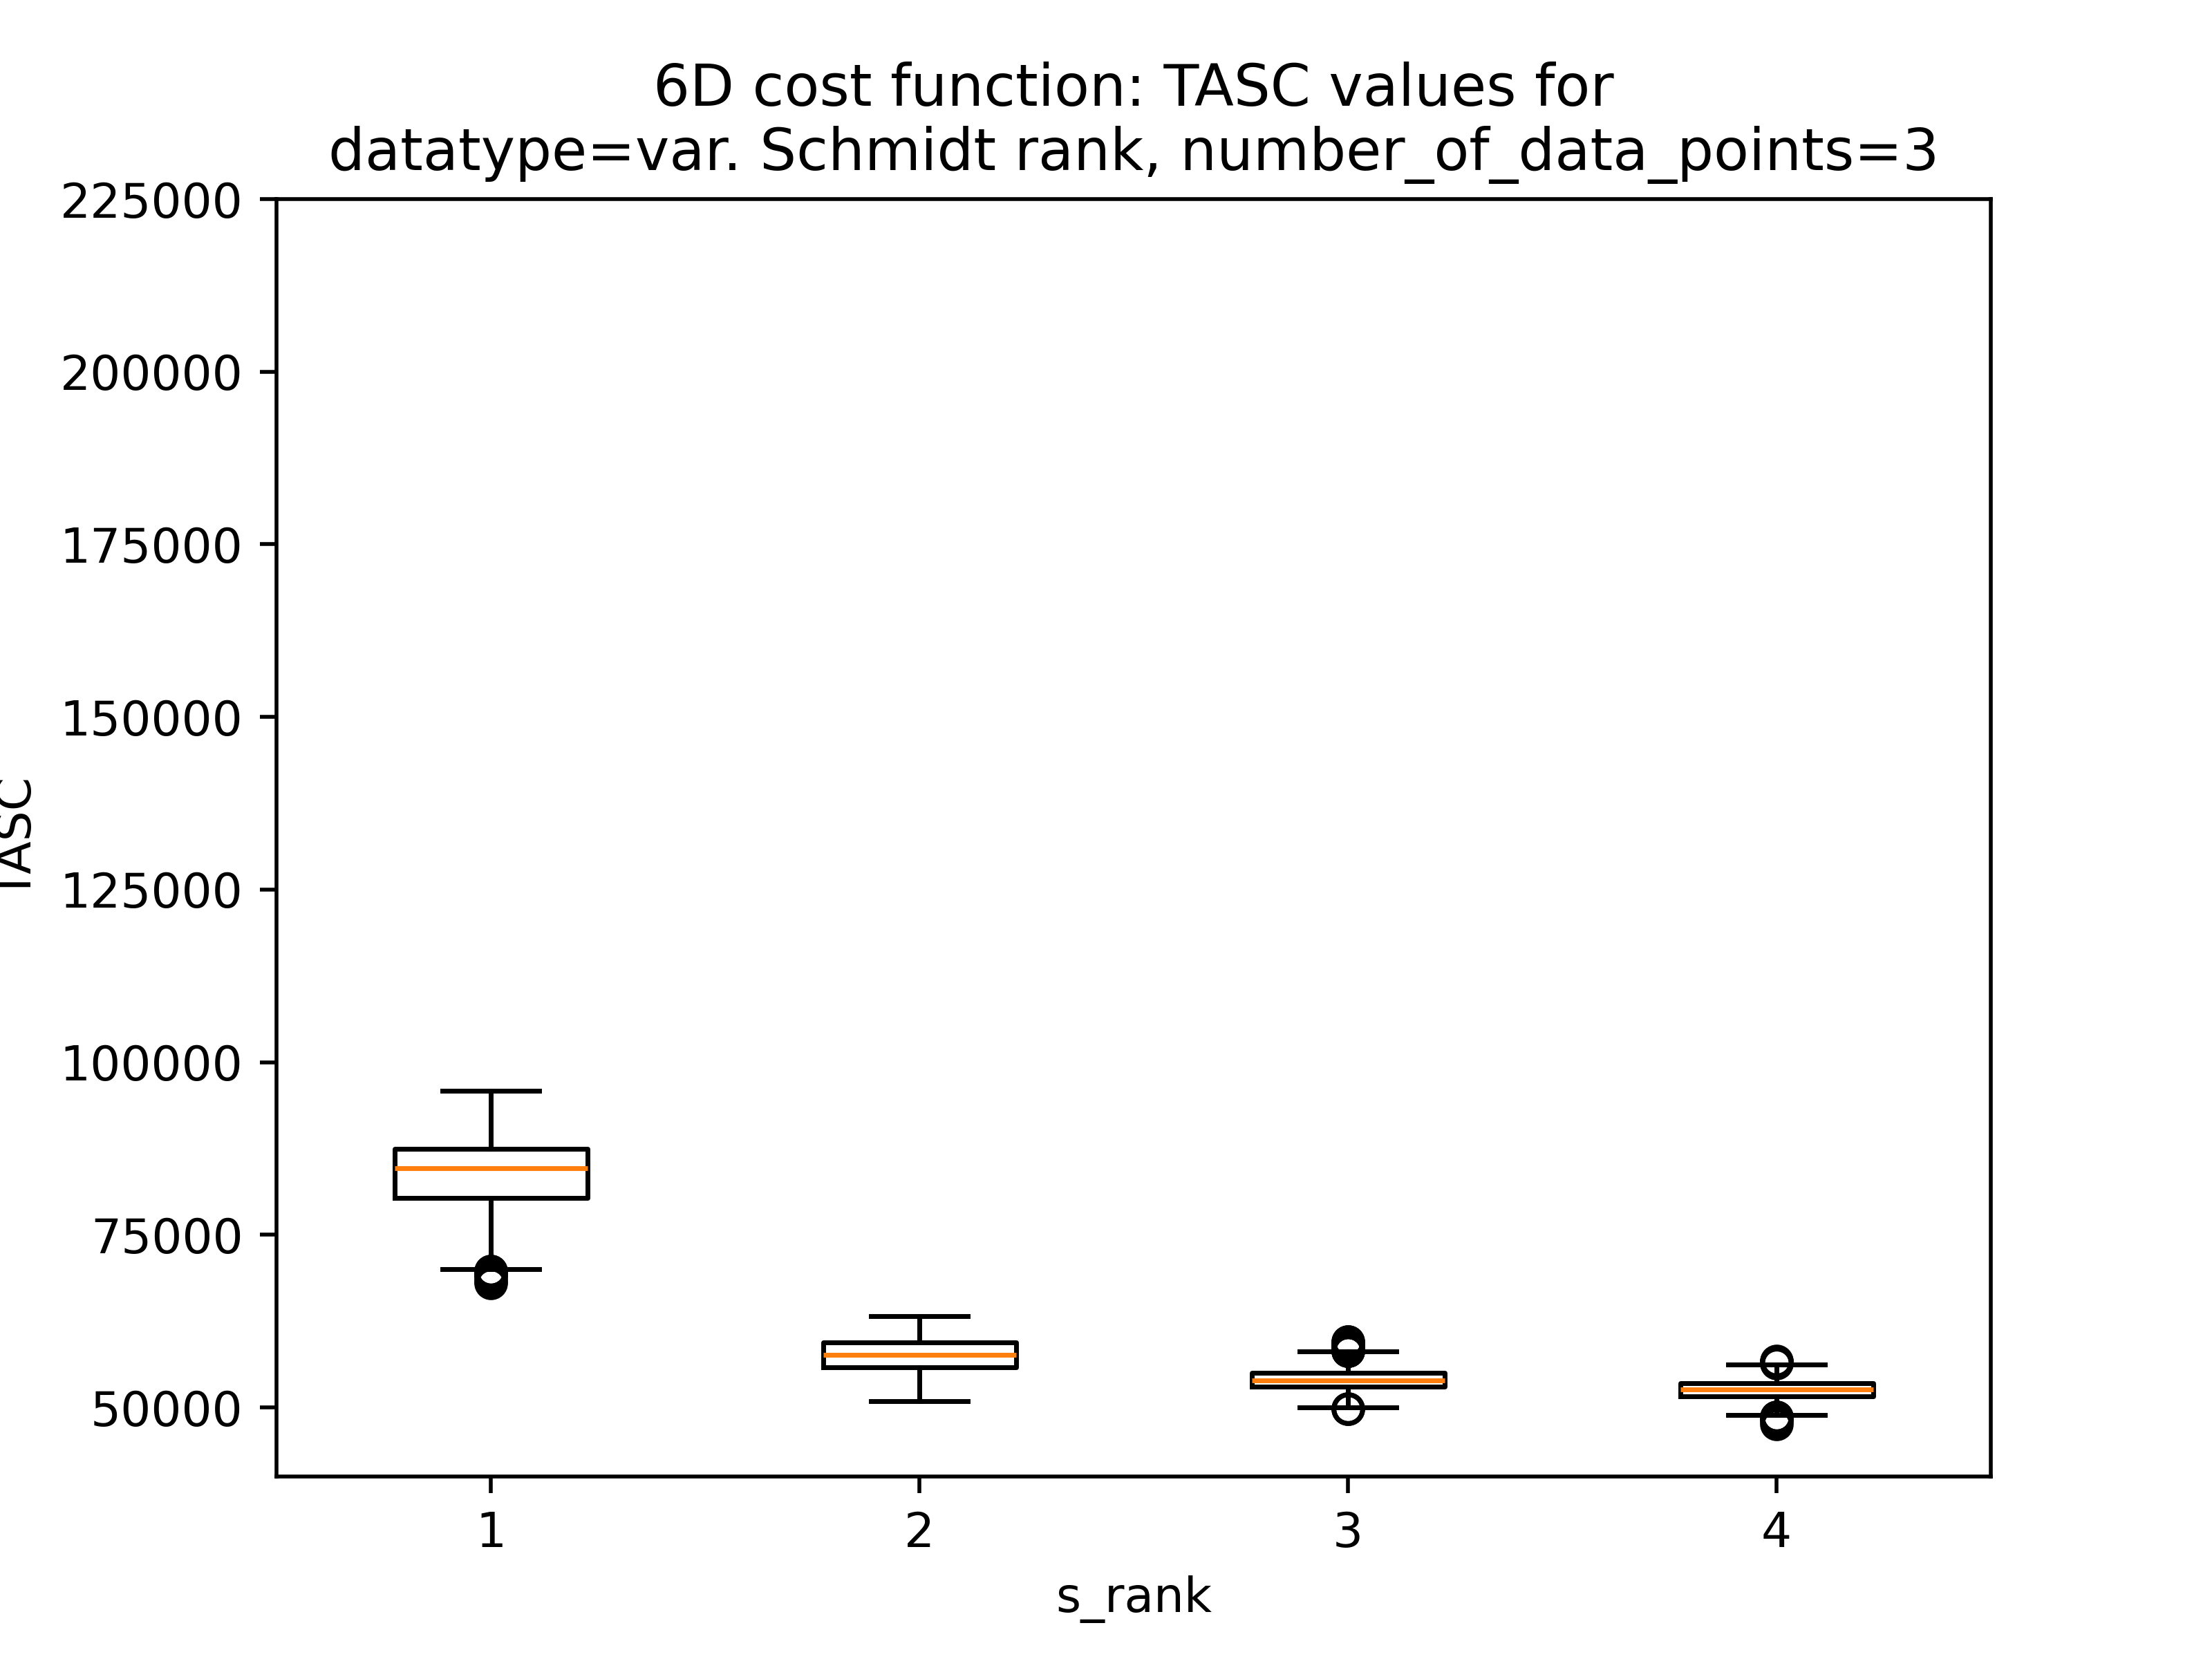 6D cost function: TASC values for
datatype=var. Schmidt rank, number_of_data_points=3
225000
200000
175000
150000
125000
100000
75000
50000
TASC
1 2 3 4
s_rank